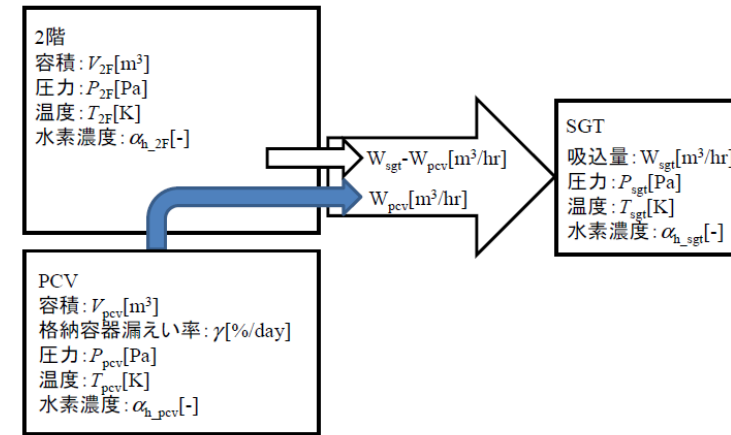 2階
容積:V2F[m³]
圧力:P2F[Pa]
温度:T2F[K]
水素濃度:αh_2F[-]
Wsgt-Wpcv[m³/hr]
Wpcv[m³/hr]
SGT
吸込量:Wsgt[m³/hr]
圧力:Psgt[Pa]
温度:Tsgt[K]
水素濃度:αh_sgt[-]
PCV
容積:Vpcv[m³]
格納容器漏えい率:γ[%/day]
圧力:Ppcv[Pa]
温度:Tpcv[K]
水素濃度:αh_pcv[-]